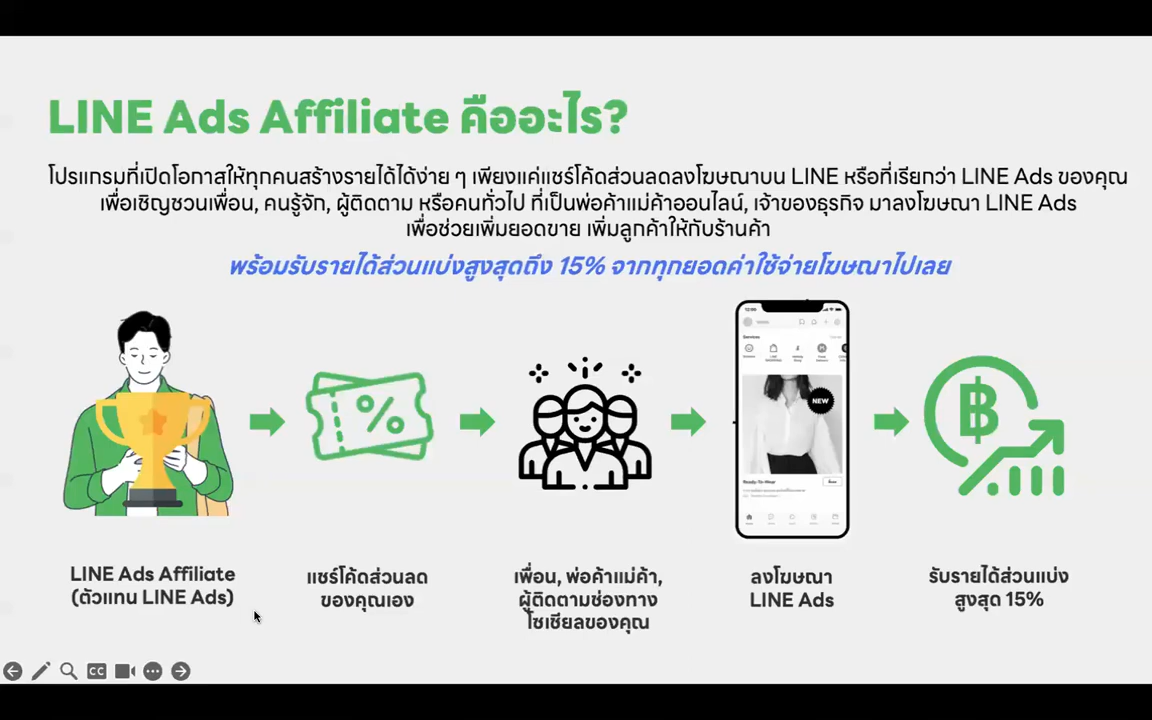 LINE Ads Affiliate คืออะไร?
โปรแกรมที่เปิดโอกาสให้ทุกคนสร้างรายได้ได้ง่าย ๆ เพียงแค่แชร์โค้ดส่วนลดลงโฆษณาบน LINE หรือที่เรียกว่า LINE Ads ของคุณ
เพื่อเชิญชวนเพื่อน, คนรู้จัก, ผู้ติดตาม หรือคนทั่วไป ที่เป็นพ่อค้าแม่ค้าออนไลน์, เจ้าของธุรกิจ มาลงโฆษณา LINE Ads
เพื่อช่วยเพิ่มยอดขาย เพิ่มลูกค้าให้กับร้านค้า
พร้อมรับรายได้ส่วนแบ่งสูงสุดถึง 15% จากทุกยอดค่าใช้จ่ายโฆษณาไปเลย
Services
NEW
Ready-To-Wear
LINE Ads Affiliate
(ตัวแทน LINE Ads)
แชร์โค้ดส่วนลด
ของคุณเอง
เพื่อน, พ่อค้าแม่ค้า,
ผู้ติดตามช่องทาง
โซเชียลของคุณ
ลงโฆษณา
LINE Ads
รับรายได้ส่วนแบ่ง
สูงสุด 15%
CC